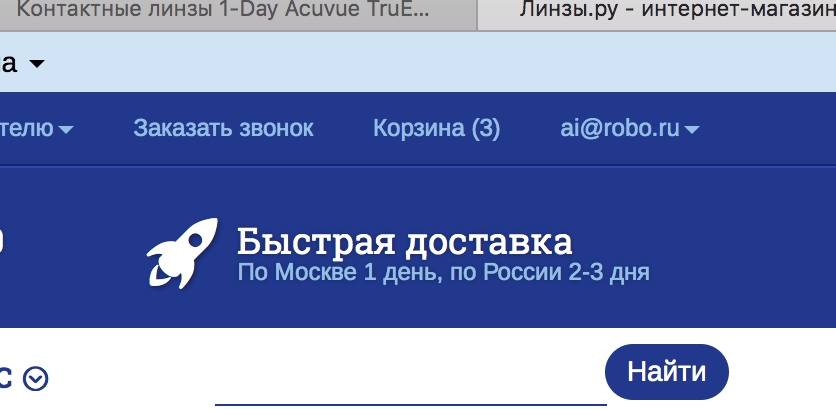 Контактные линзы 1-Day Acuvue TruE...
Линзы.ру - интернет-магазин
Заказать звонок
Корзина (3)
ai@robo.ru
Быстрая доставка
По Москве 1 день, по России 2-3 дня
Найти